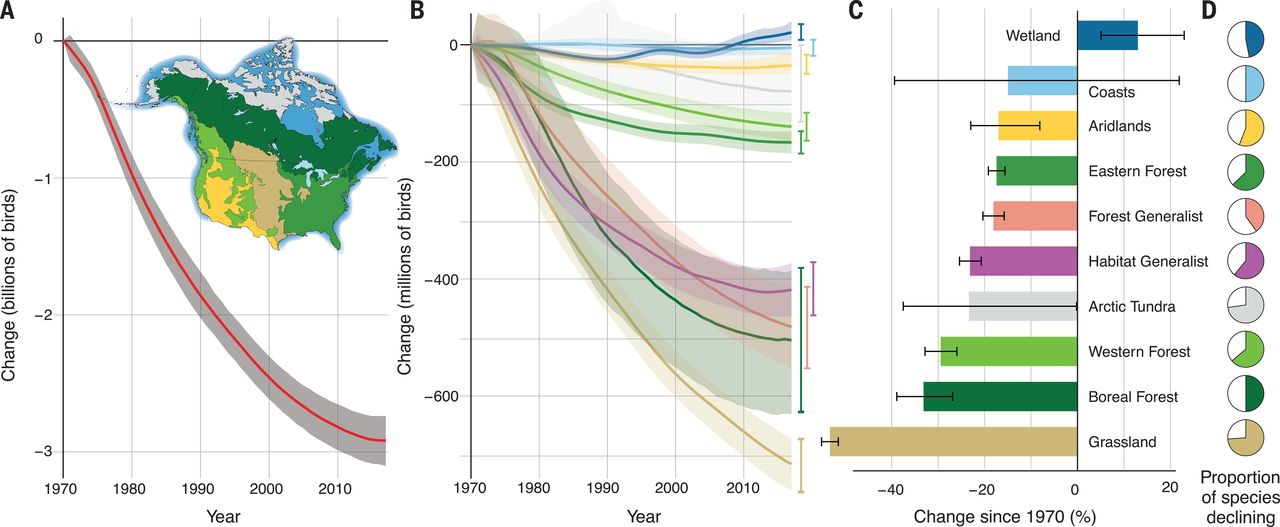 A
B
C
D
0
−1
−2
−3
Change (billions of birds)
1970
1980
1990
2000
2010
Year
0
−200
−400
−600
Change (millions of birds)
1970
1980
1990
2000
2010
Year
Wetland
Coasts
Aridlands
Eastern Forest
Forest Generalist
Habitat Generalist
Arctic Tundra
Western Forest
Boreal Forest
Grassland
−40
−20
0
20
Change since 1970 (%)
Proportion
of species
declining